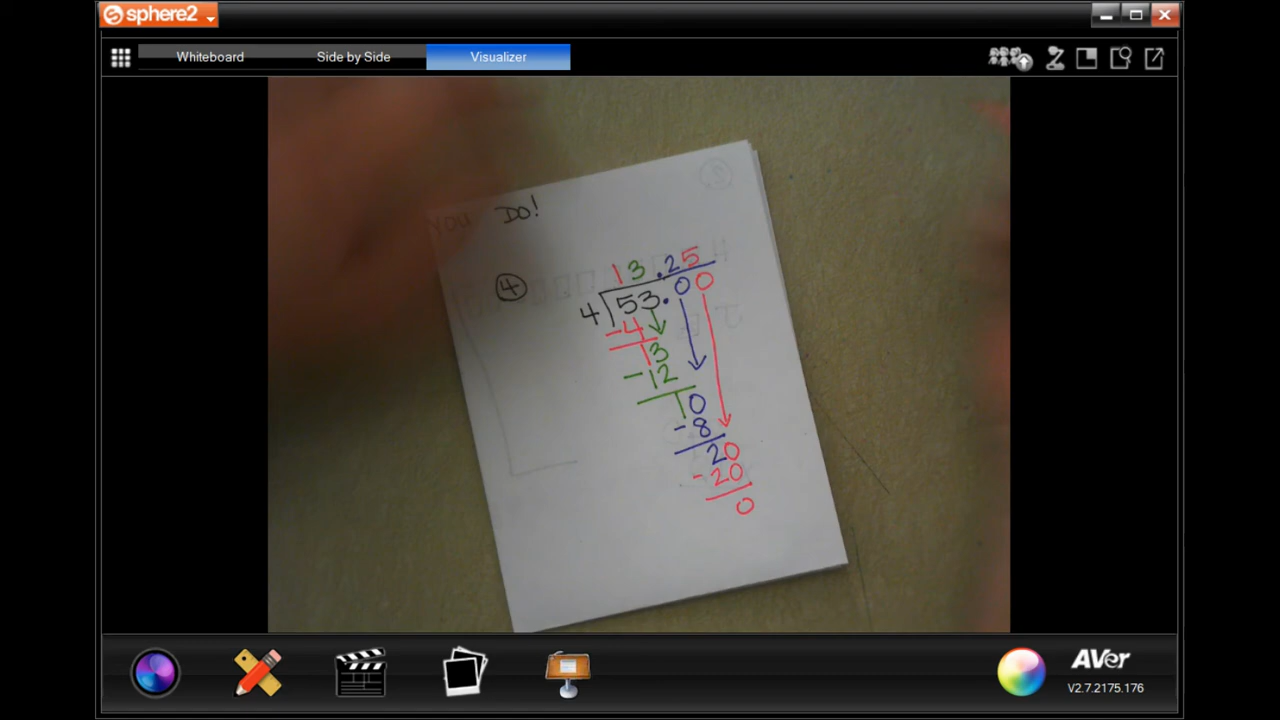 sphere2
Whiteboard Side by Side Visualizer
YOU DO!
13.25
4 4 53.00
-4
13
-12
10
-8
20
-20
0
AVer
V2.7.2175.176